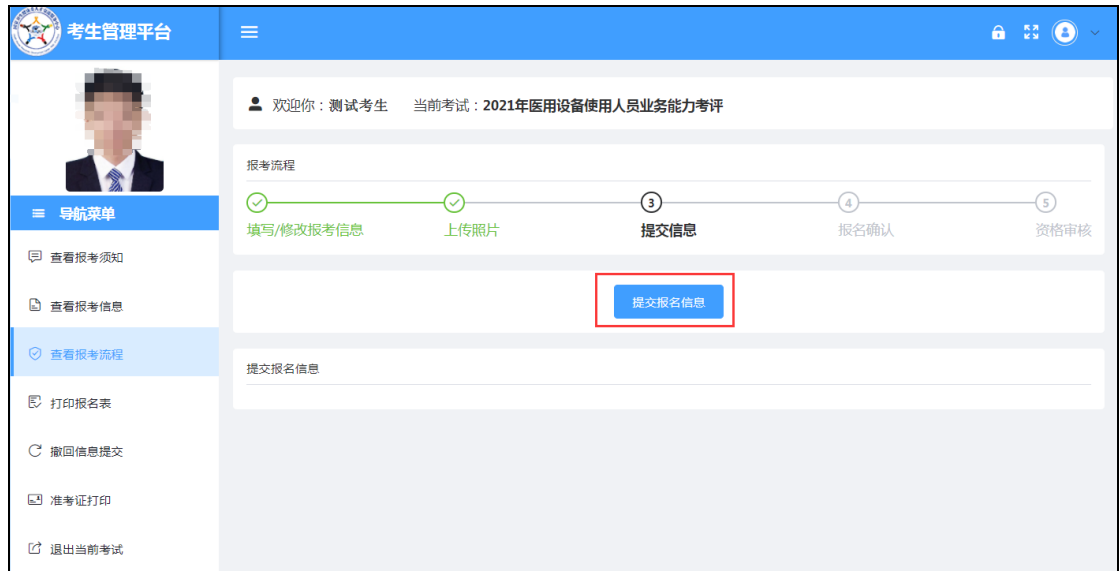 考生管理平台
欢迎你：测试考生 当前考试：2021年医用设备使用人员业务能力考评
报考流程
3 4 5
填写/修改报考信息 上传照片 提交信息 报名确认 资格审核
提交报名信息
提交报名信息
导航菜单
查看报考须知
查看报考信息
查看报考流程
打印报名表
撤回信息提交
准考证打印
退出当前考试